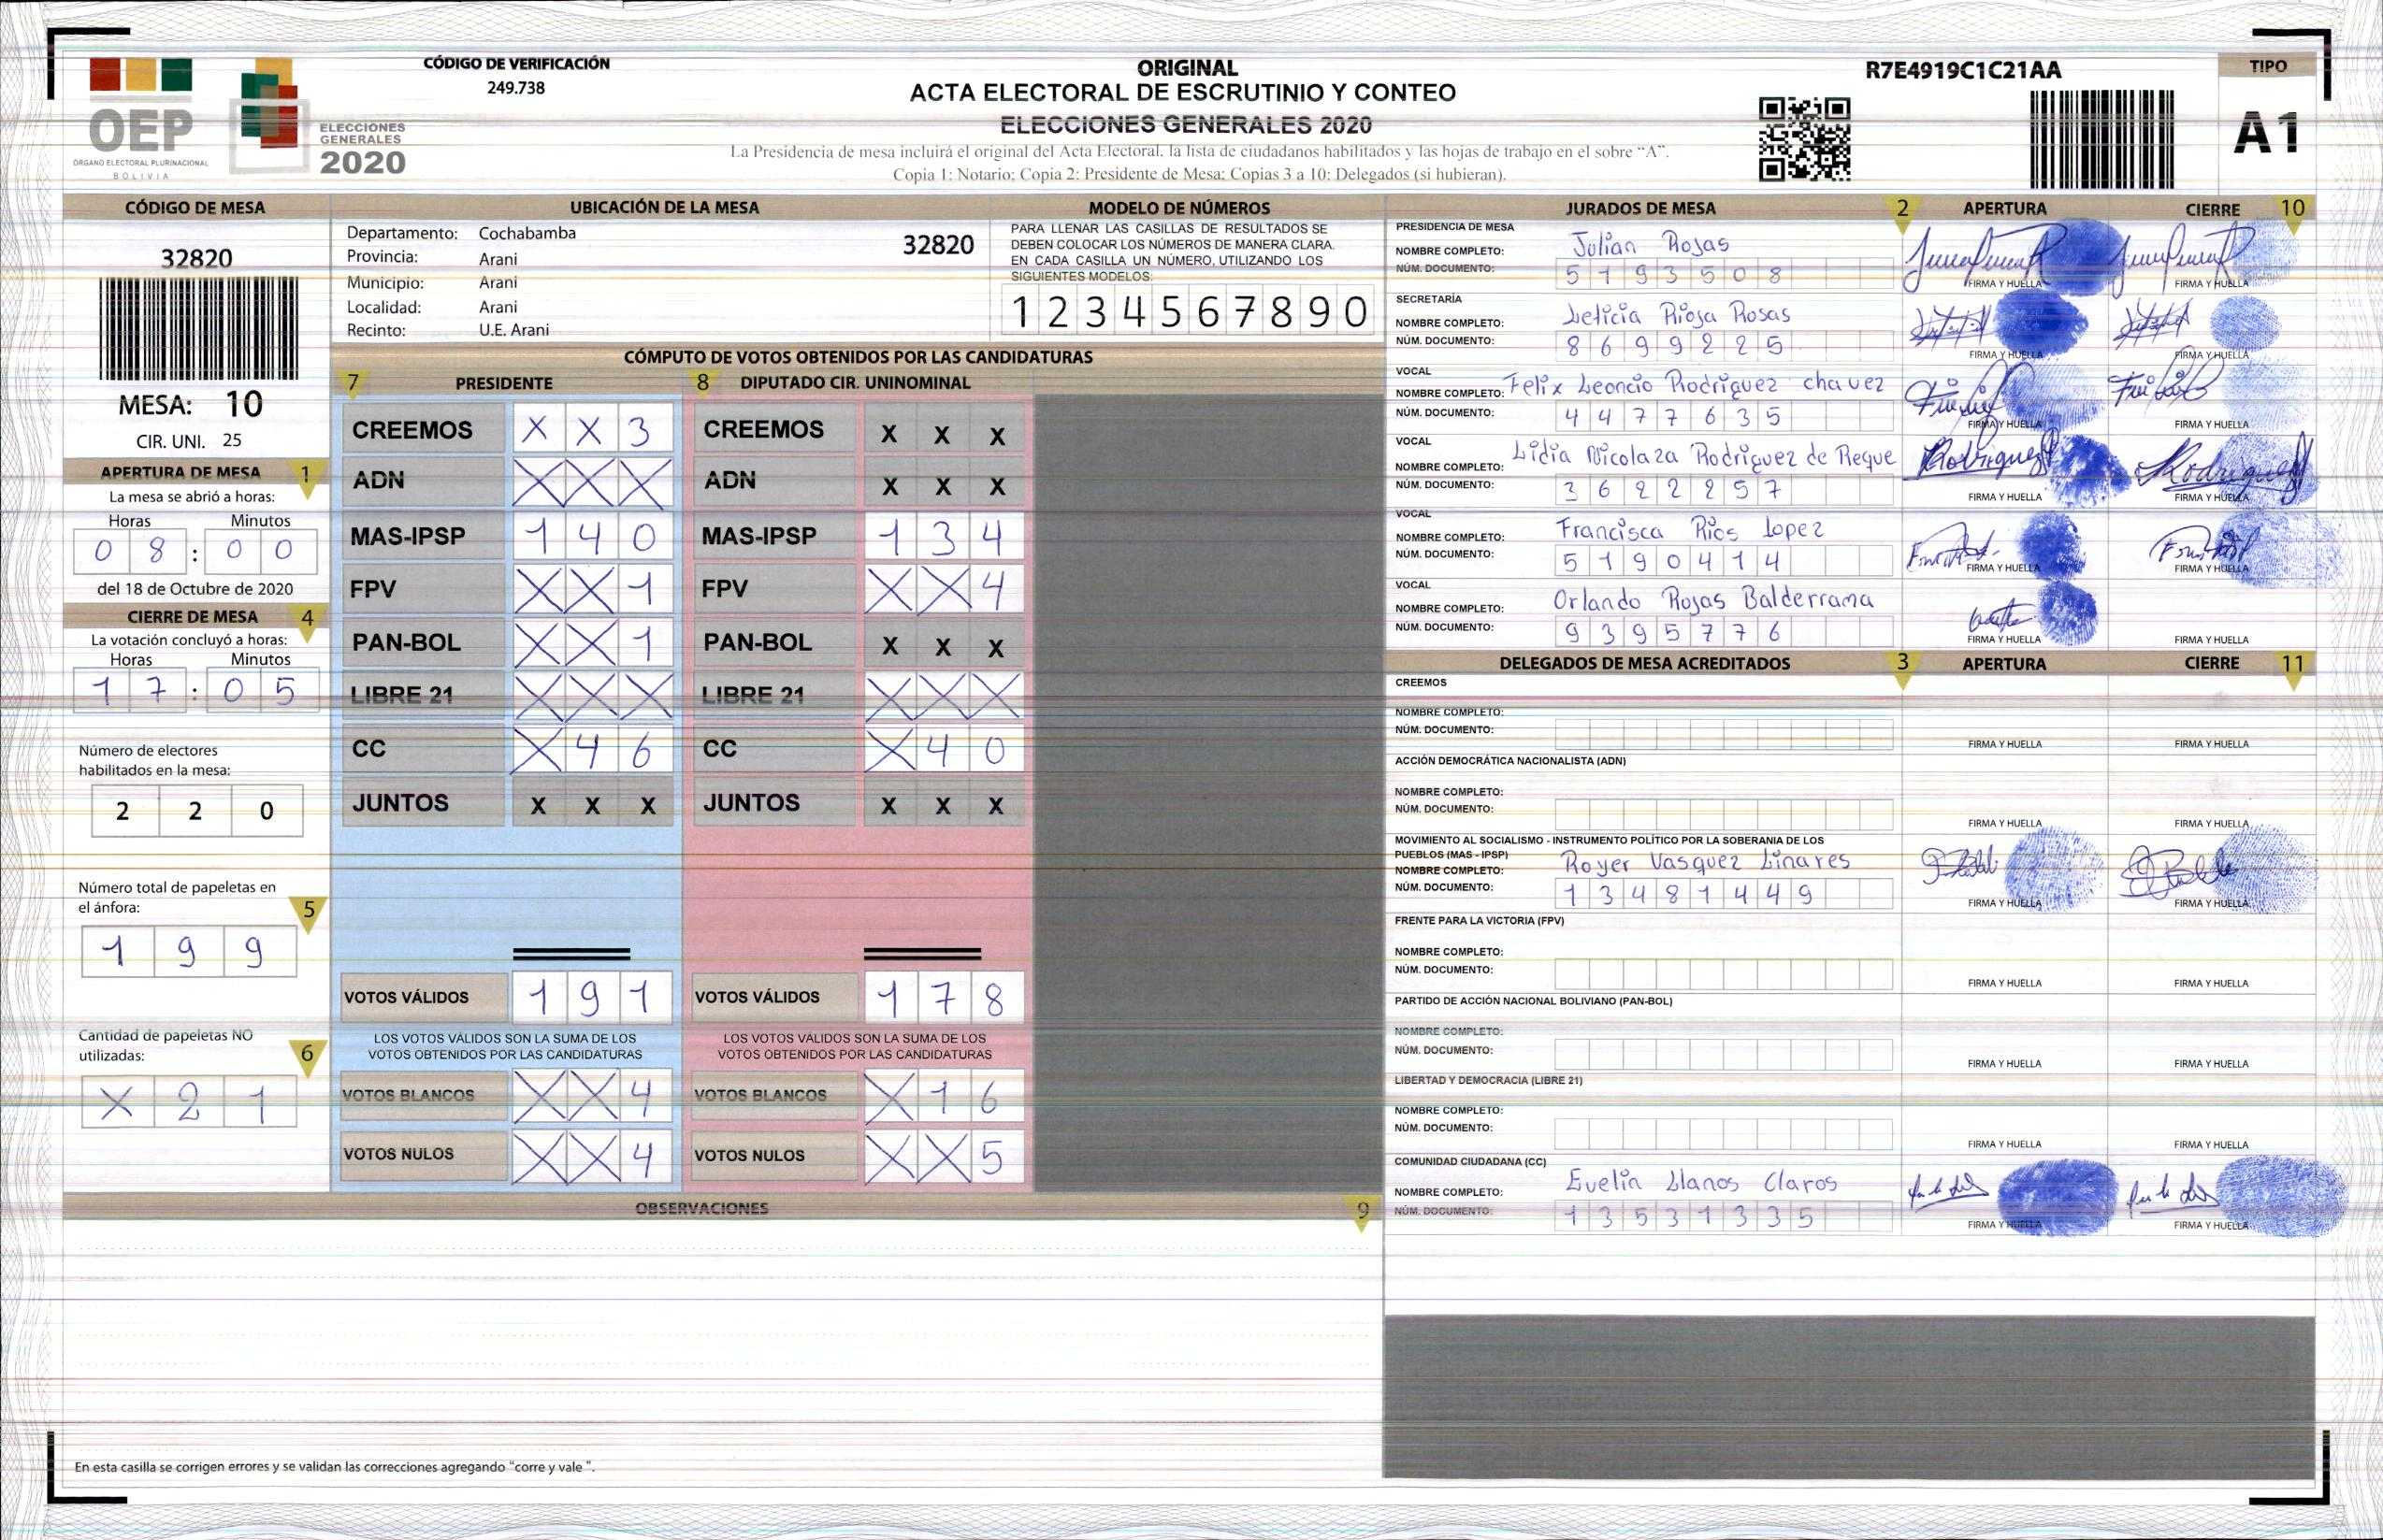 CÓDIGO DE VERIFICACIÓN
249.738
OEP
ÓRGANO ELECTORAL PLURINACIONAL
BOLIVIA
ELECCIONES
GENERALES
2020
ORIGINAL
ACTA ELECTORAL DE ESCRUTINIO Y CONTEO
ELECCIONES GENERALES 2020
La Presidencia de mesa incluirá el original del Acta Electoral, la lista de ciudadanos habilitados y las hojas de trabajo en el sobre “A”.
Copia 1: Notario; Copia 2: Presidente de Mesa; Copias 3 a 10: Delegados (si hubieran).
R7E4919C1C21AA
TIPO
A1
CÓDIGO DE MESA
32820
MESA: 10
CIR. UNI. 25
APERTURA DE MESA 1
La mesa se abrió a horas:
Horas Minutos
0 8 : 0 0
del 18 de Octubre de 2020
CIERRE DE MESA 4
La votación concluyó a horas:
Horas Minutos
1 7 : 0 5
Número de electores
habilitados en la mesa:
2 2 0
Número total de papeletas en
el ánfora:
5
1 9 9
Cantidad de papeletas NO
utilizadas:
6
X 2 1
UBICACIÓN DE LA MESA
Departamento: Cochabamba
32820
Provincia: Arani
Municipio: Arani
Localidad: Arani
Recinto: U.E. Arani
MODELO DE NÚMEROS
PARA LLENAR LAS CASILLAS DE RESULTADOS SE
DEBEN COLOCAR LOS NÚMEROS DE MANERA CLARA.
EN CADA CASILLA UN NÚMERO, UTILIZANDO LOS
SIGUIENTES MODELOS:
1 2 3 4 5 6 7 8 9 0
CÓMPUTO DE VOTOS OBTENIDOS POR LAS CANDIDATURAS
7 PRESIDENTE
CREEMOS X X 3
ADN X X X
MAS-IPSP 1 4 0
FPV X X 1
PAN-BOL X X 1
LIBRE 21 X X X
CC X 4 6
JUNTOS X X X
VOTOS VÁLIDOS 1 9 1
LOS VOTOS VÁLIDOS SON LA SUMA DE LOS
VOTOS OBTENIDOS POR LAS CANDIDATURAS
VOTOS BLANCOS X X 4
VOTOS NULOS X X 4
8 DIPUTADO CIR. UNINOMINAL
CREEMOS X X X
ADN X X X
MAS-IPSP 1 3 4
FPV X X 4
PAN-BOL X X X
LIBRE 21 X X X
CC X 4 0
JUNTOS X X X
VOTOS VÁLIDOS 1 7 8
LOS VOTOS VÁLIDOS SON LA SUMA DE LOS
VOTOS OBTENIDOS POR LAS CANDIDATURAS
VOTOS BLANCOS X 1 6
VOTOS NULOS X X 5
OBSERVACIONES 9
En esta casilla se corrigen errores y se validan las correcciones agregando “corre y vale ”.
JURADOS DE MESA 2 APERTURA CIERRE 10
PRESIDENCIA DE MESA
NOMBRE COMPLETO: Julian Rojas
NÚM. DOCUMENTO: 5 1 9 3 5 0 8
FIRMA Y HUELLA FIRMA Y HUELLA
SECRETARÍA
NOMBRE COMPLETO: Leticia Rioja Rosas
NÚM. DOCUMENTO: 8 6 9 9 2 2 5
FIRMA Y HUELLA FIRMA Y HUELLA
VOCAL
NOMBRE COMPLETO: Felix Leoncio Rodriguez chavez
NÚM. DOCUMENTO: 4 4 7 7 6 3 5
FIRMA Y HUELLA FIRMA Y HUELLA
VOCAL
NOMBRE COMPLETO: Lidia Nicolaza Rodriguez de Reque
NÚM. DOCUMENTO: 3 6 2 2 2 5 7
Rodriguez Rodriguez
FIRMA Y HUELLA FIRMA Y HUELLA
VOCAL
NOMBRE COMPLETO: Francisca Rios Lopez
NÚM. DOCUMENTO: 5 1 9 0 4 1 4
FIRMA Y HUELLA FIRMA Y HUELLA
VOCAL
NOMBRE COMPLETO: Orlando Rojas Balderrama
NÚM. DOCUMENTO: 9 3 9 5 7 7 6
FIRMA Y HUELLA FIRMA Y HUELLA
DELEGADOS DE MESA ACREDITADOS 3 APERTURA CIERRE 11
CREEMOS
NOMBRE COMPLETO:
NÚM. DOCUMENTO:
FIRMA Y HUELLA FIRMA Y HUELLA
ACCIÓN DEMOCRÁTICA NACIONALISTA (ADN)
NOMBRE COMPLETO:
NÚM. DOCUMENTO:
FIRMA Y HUELLA FIRMA Y HUELLA
MOVIMIENTO AL SOCIALISMO - INSTRUMENTO POLÍTICO POR LA SOBERANIA DE LOS
PUEBLOS (MAS - IPSP)
NOMBRE COMPLETO: Royer Vasquez Linares
NÚM. DOCUMENTO: 1 3 4 8 1 4 4 9
FIRMA Y HUELLA FIRMA Y HUELLA
FRENTE PARA LA VICTORIA (FPV)
NOMBRE COMPLETO:
NÚM. DOCUMENTO:
FIRMA Y HUELLA FIRMA Y HUELLA
PARTIDO DE ACCIÓN NACIONAL BOLIVIANO (PAN-BOL)
NOMBRE COMPLETO:
NÚM. DOCUMENTO:
FIRMA Y HUELLA FIRMA Y HUELLA
LIBERTAD Y DEMOCRACIA (LIBRE 21)
NOMBRE COMPLETO:
NÚM. DOCUMENTO:
FIRMA Y HUELLA FIRMA Y HUELLA
COMUNIDAD CIUDADANA (CC)
NOMBRE COMPLETO: Evelin Llanos Claros
NÚM. DOCUMENTO: 1 3 5 3 1 3 3 5
FIRMA Y HUELLA FIRMA Y HUELLA